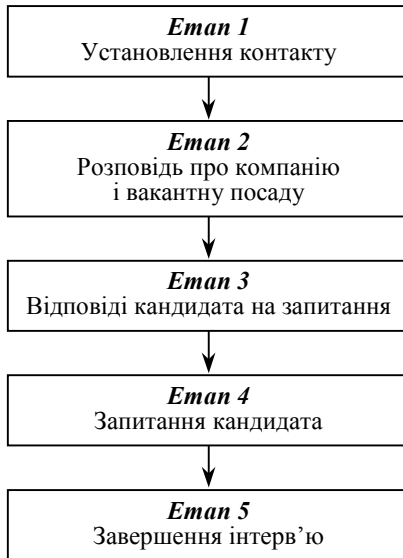 Етап 1
Установлення контакту
Етап 2
Розповідь про компанію
і вакантну посаду
Етап 3
Відповіді кандидата на запитання
Етап 4
Запитання кандидата
Етап 5
Завершення інтерв’ю